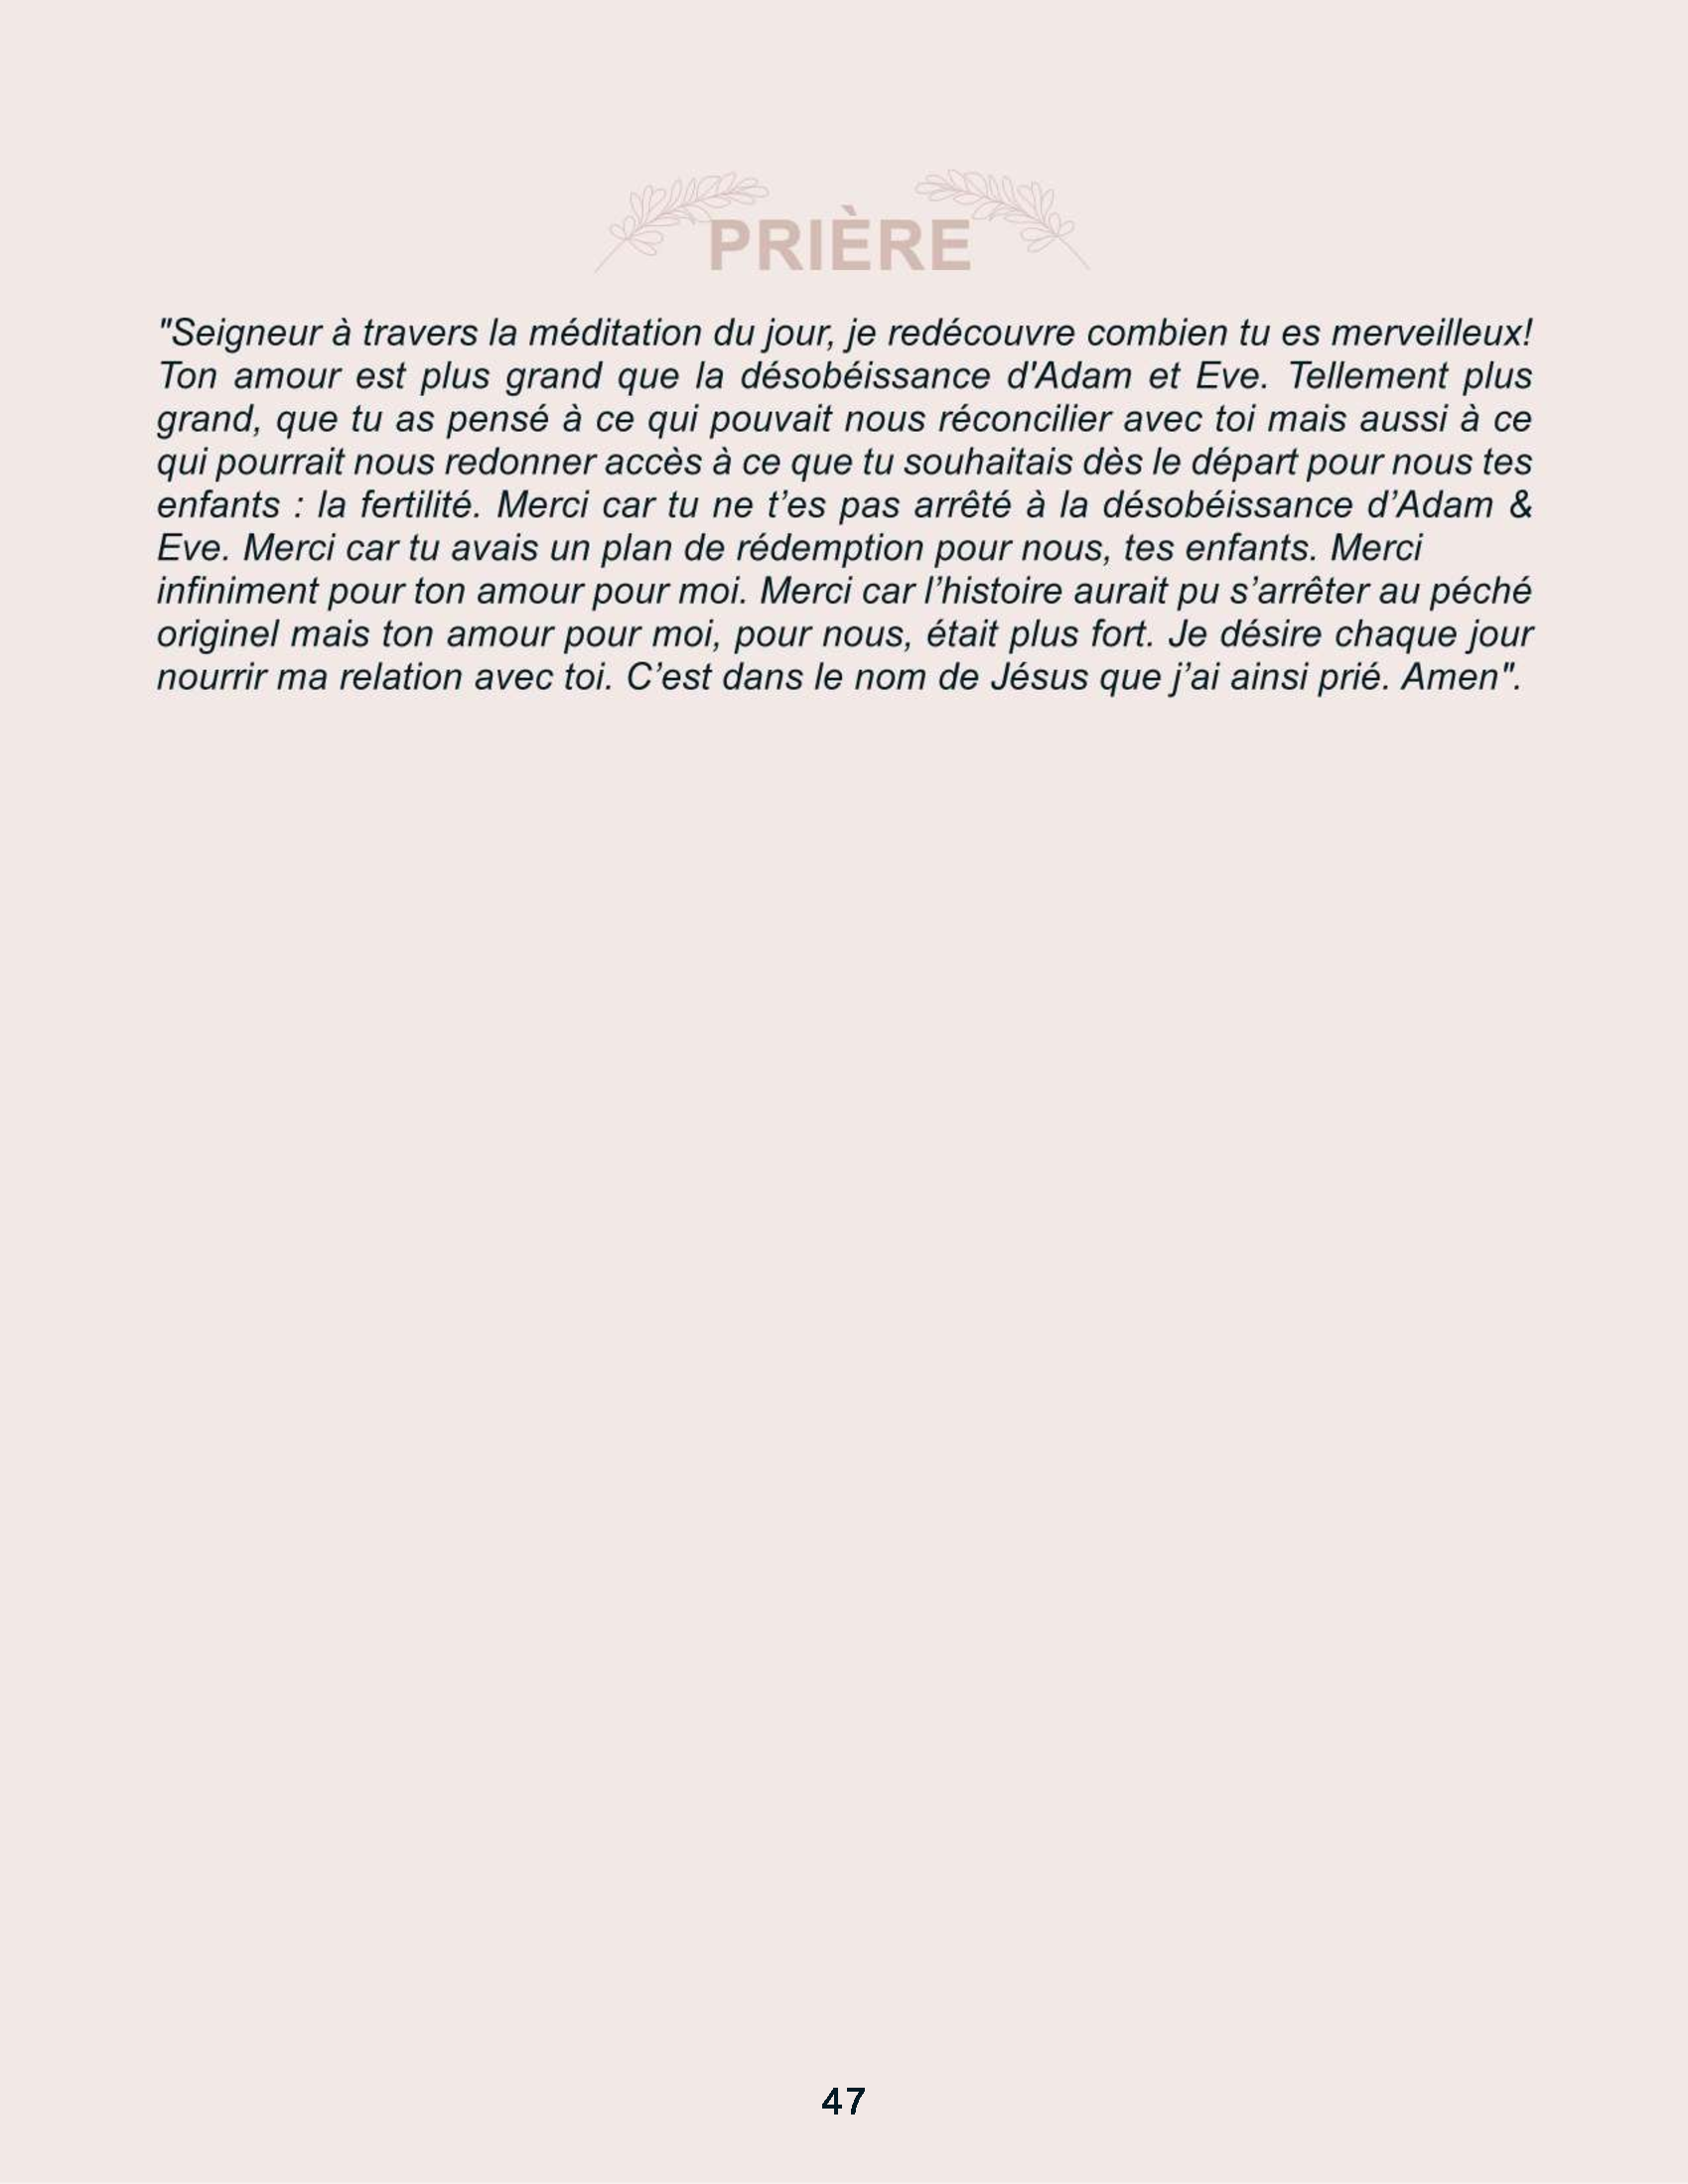 PRIÈRE
"Seigneur à travers la méditation du jour, je redécouvre combien tu es merveilleux!
Ton amour est plus grand que la désobéissance d'Adam et Eve. Tellement plus
grand, que tu as pensé à ce qui pouvait nous réconcilier avec toi mais aussi à ce
qui pourrait nous redonner accès à ce que tu souhaitais dès le départ pour nous tes
enfants : la fertilité. Merci car tu ne t’es pas arrêté à la désobéissance d’Adam &
Eve. Merci car tu avais un plan de rédemption pour nous, tes enfants. Merci
infiniment pour ton amour pour moi. Merci car l’histoire aurait pu s’arrêter au péché
originel mais ton amour pour moi, pour nous, était plus fort. Je désire chaque jour
nourrir ma relation avec toi. C’est dans le nom de Jésus que j’ai ainsi prié. Amen".
47